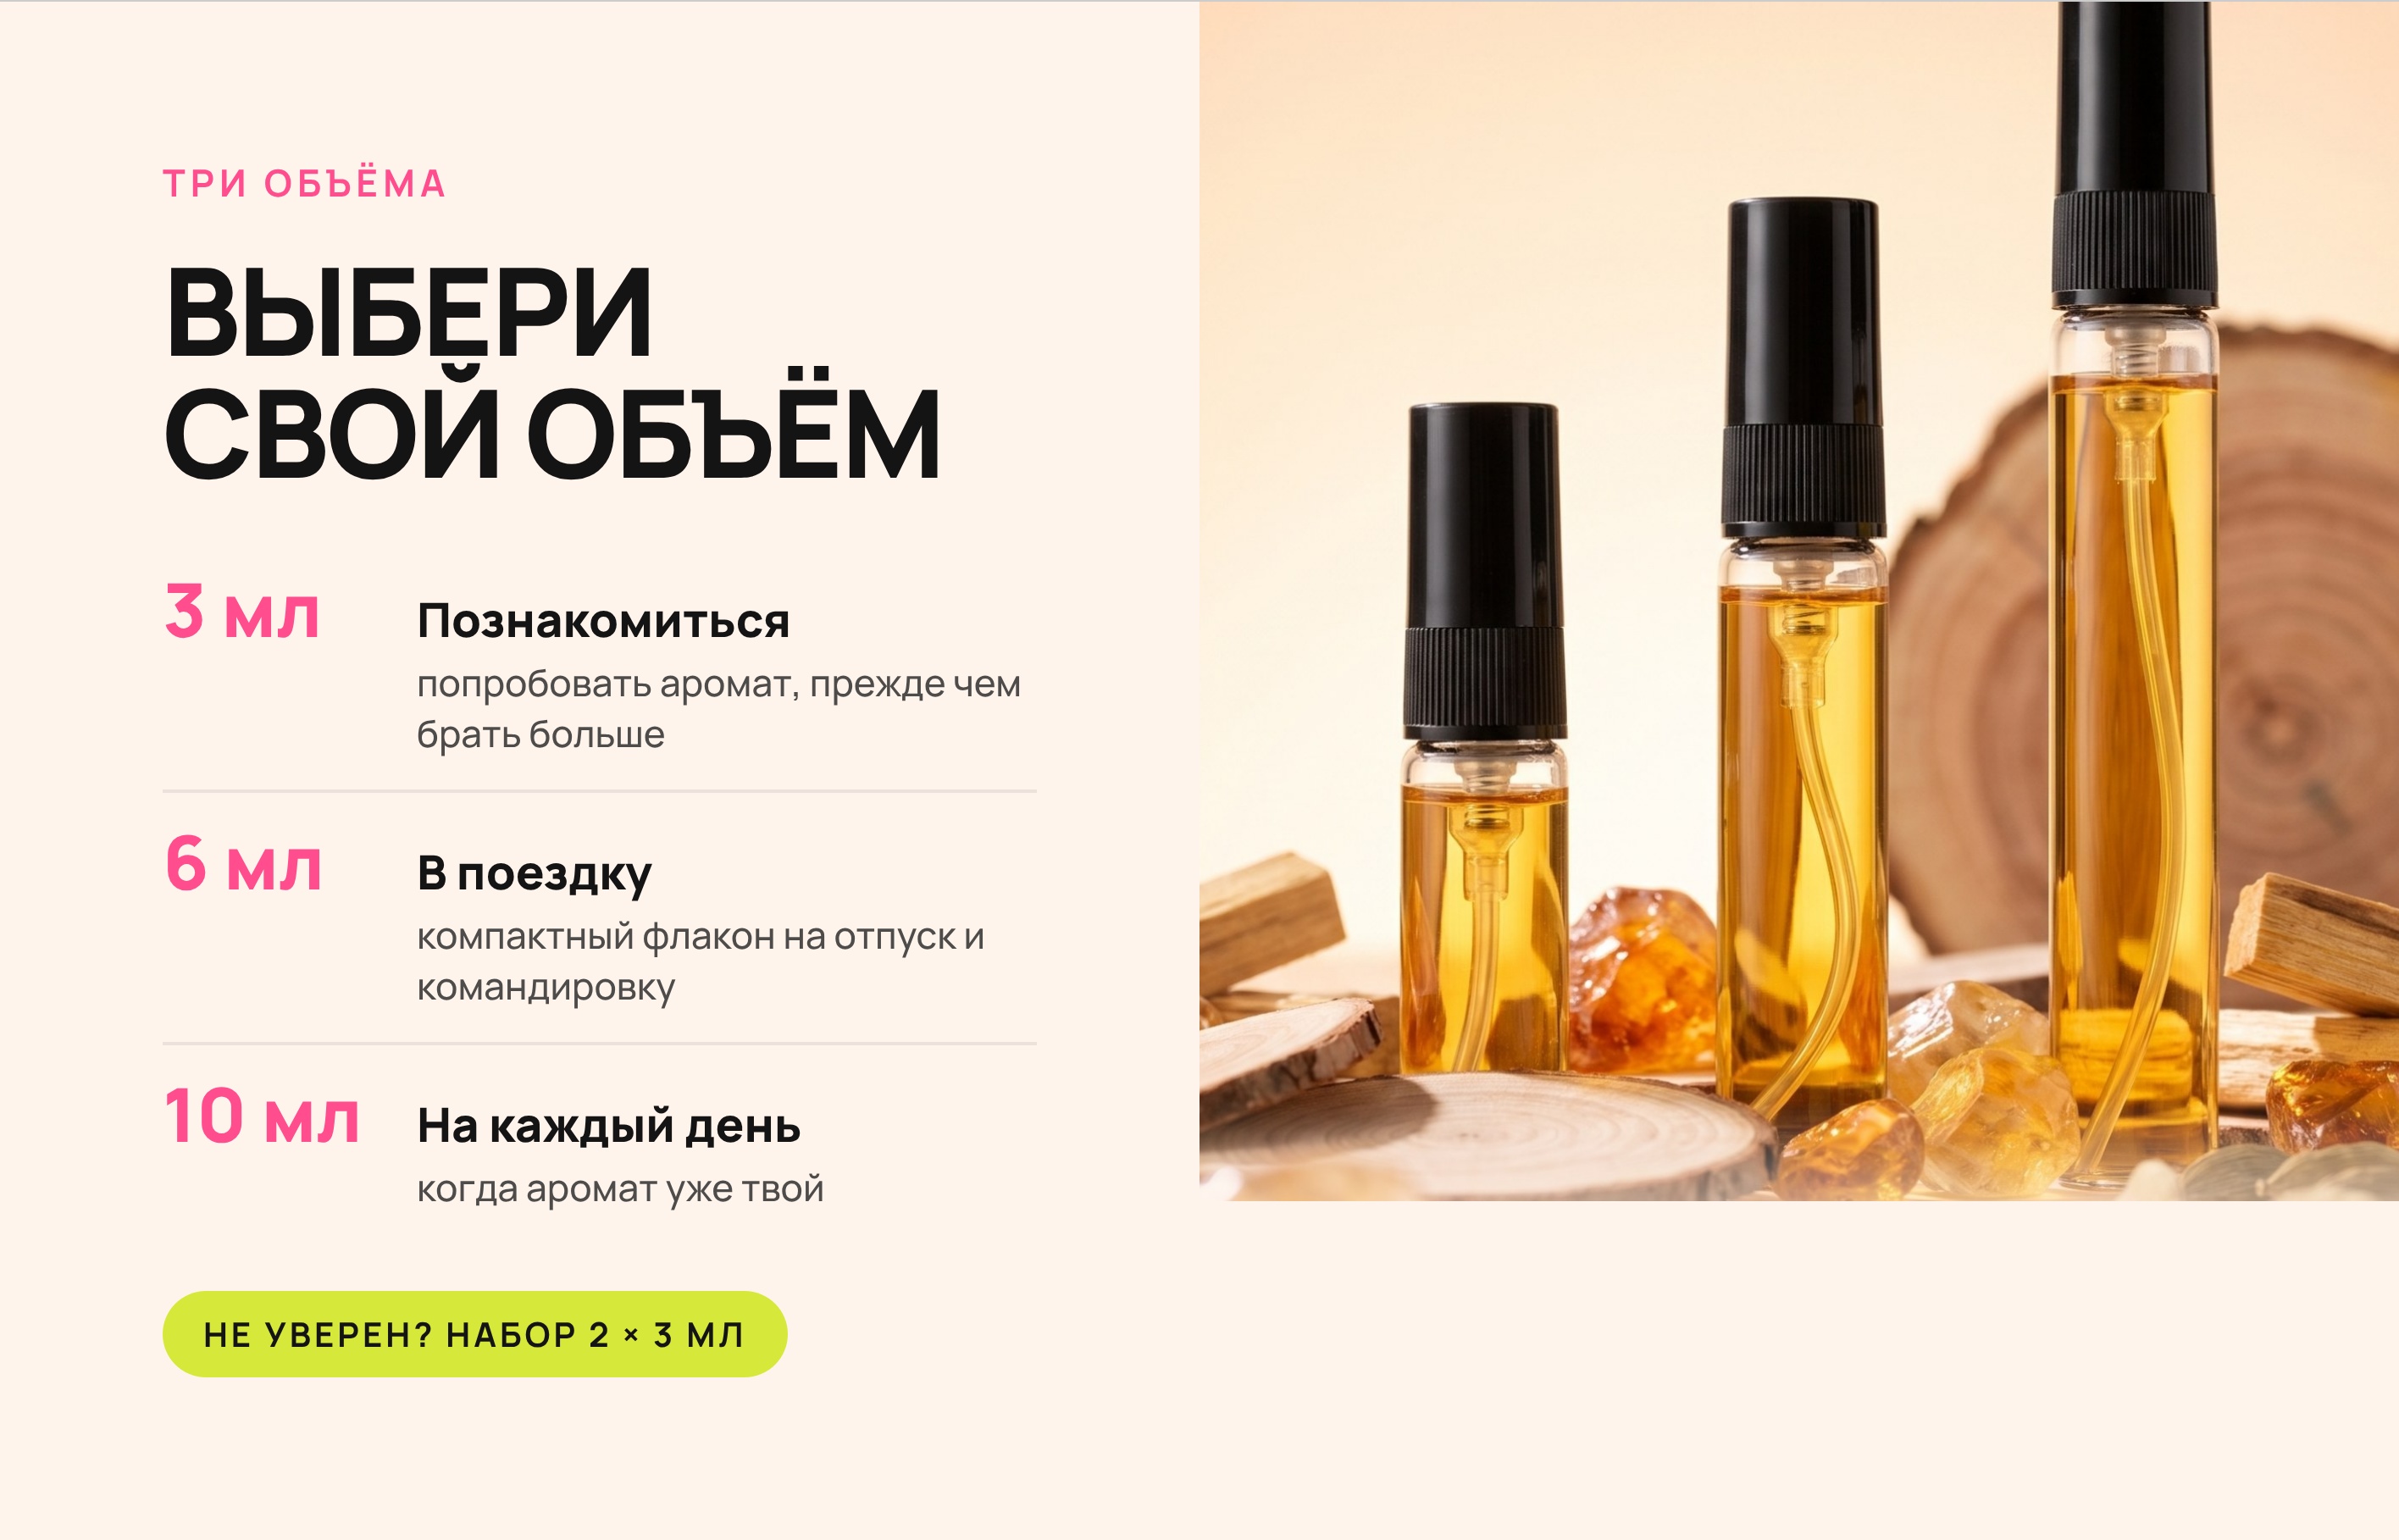 ТРИ ОБЪЁМА
ВЫБЕРИ
СВОЙ ОБЪЁМ
3 мл
Познакомиться
попробовать аромат, прежде чем
брать больше
6 мл
В поездку
компактный флакон на отпуск и
командировку
10 мл
На каждый день
когда аромат уже твой
НЕ УВЕРЕН? НАБОР 2 × 3 МЛ